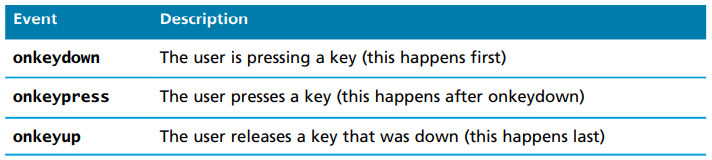 Event Description
onkeydown The user is pressing a key (this happens first)
onkeypress The user presses a key (this happens after onkeydown)
onkeyup The user releases a key that was down (this happens last)